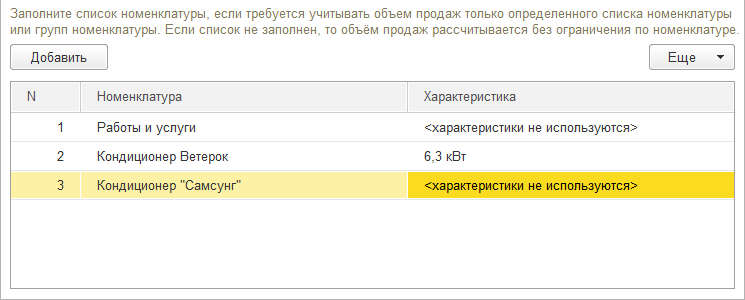 Заполните список номенклатуры, если требуется учитывать объем продаж только определенного списка номенклатуры
или групп номенклатуры. Если список не заполнен, то объём продаж рассчитывается без ограничения по номенклатуре.
Добавить Еще
N Номенклатура Характеристика
1 Работы и услуги <характеристики не используются>
2 Кондиционер Ветерок 6,3 кВт
3 Кондиционер "Самсунг" <характеристики не используются>